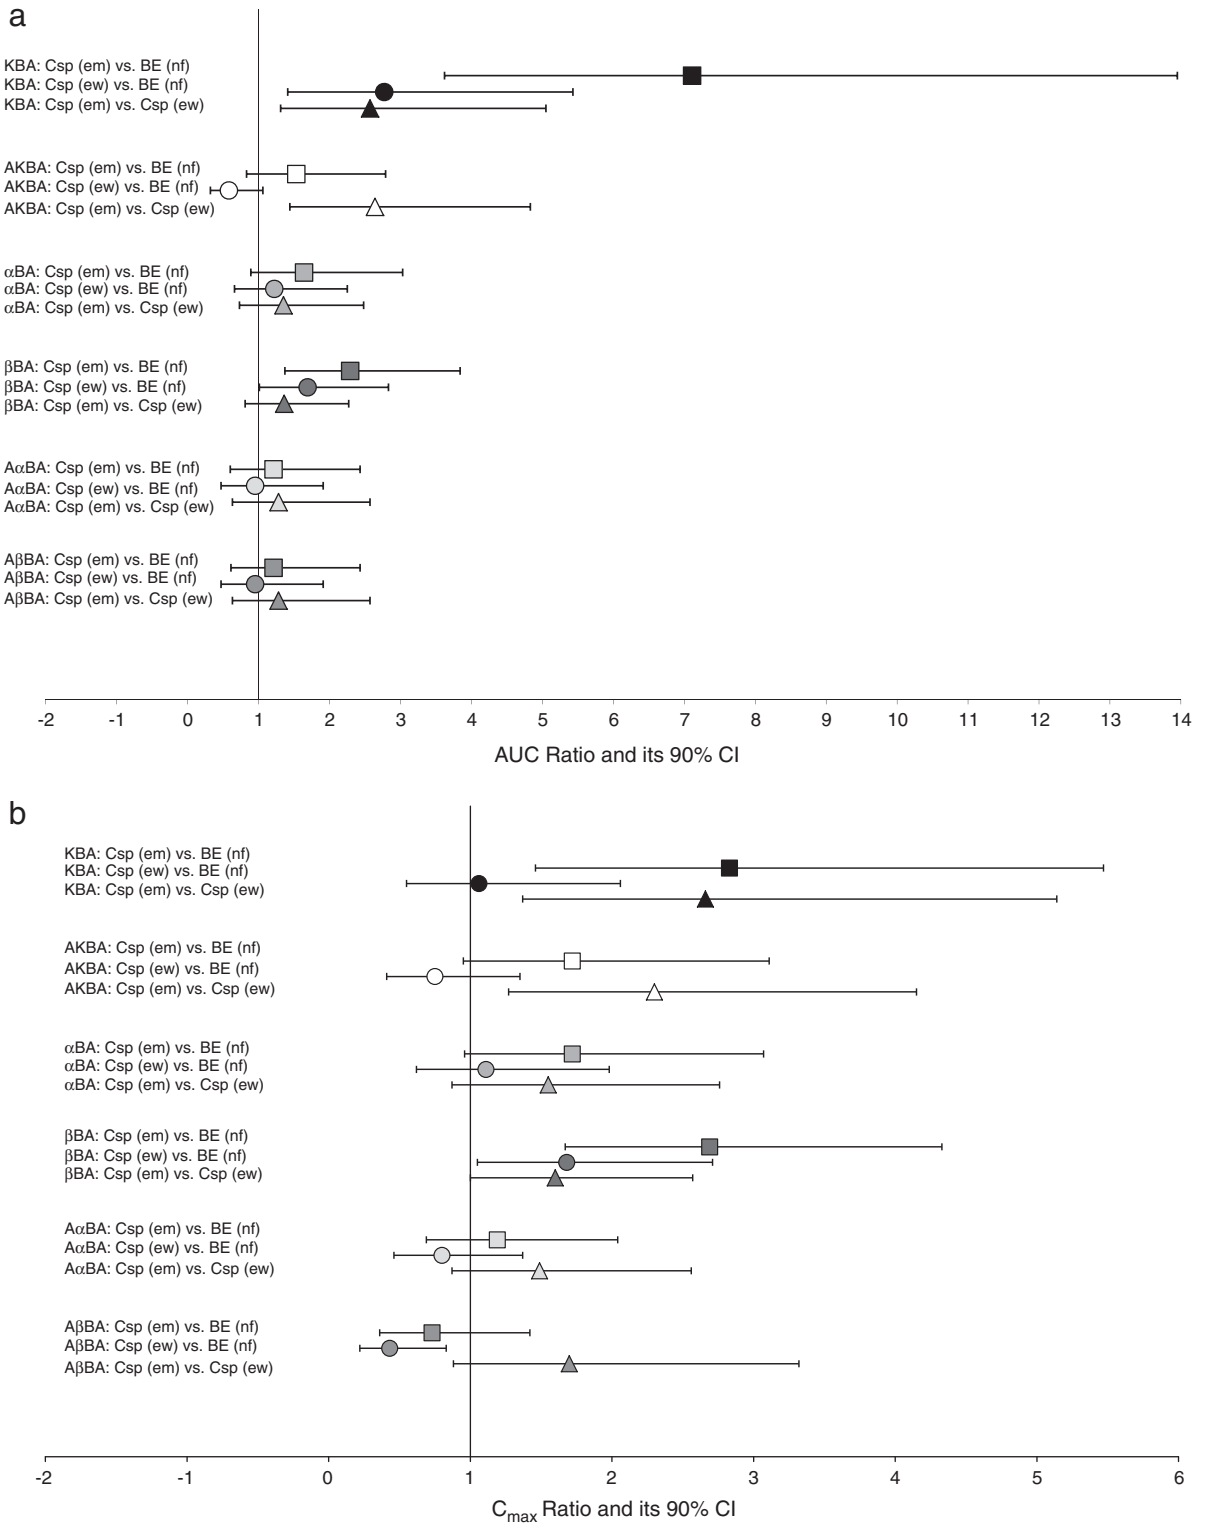 a
KBA: Csp (em) vs. BE (nf)
KBA: Csp (ew) vs. BE (nf)
KBA: Csp (em) vs. Csp (ew)
AKBA: Csp (em) vs. BE (nf)
AKBA: Csp (ew) vs. BE (nf)
AKBA: Csp (em) vs. Csp (ew)
αBA: Csp (em) vs. BE (nf)
αBA: Csp (ew) vs. BE (nf)
αBA: Csp (em) vs. Csp (ew)
βBA: Csp (em) vs. BE (nf)
βBA: Csp (ew) vs. BE (nf)
βBA: Csp (em) vs. Csp (ew)
AαBA: Csp (em) vs. BE (nf)
AαBA: Csp (ew) vs. BE (nf)
AαBA: Csp (em) vs. Csp (ew)
AβBA: Csp (em) vs. BE (nf)
AβBA: Csp (ew) vs. BE (nf)
AβBA: Csp (em) vs. Csp (ew)
-2 -1 0 1 2 3 4 5 6 7 8 9 10 11 12 13 14
AUC Ratio and its 90% CI
b
KBA: Csp (em) vs. BE (nf)
KBA: Csp (ew) vs. BE (nf)
KBA: Csp (em) vs. Csp (ew)
AKBA: Csp (em) vs. BE (nf)
AKBA: Csp (ew) vs. BE (nf)
AKBA: Csp (em) vs. Csp (ew)
αBA: Csp (em) vs. BE (nf)
αBA: Csp (ew) vs. BE (nf)
αBA: Csp (em) vs. Csp (ew)
βBA: Csp (em) vs. BE (nf)
βBA: Csp (ew) vs. BE (nf)
βBA: Csp (em) vs. Csp (ew)
AαBA: Csp (em) vs. BE (nf)
AαBA: Csp (ew) vs. BE (nf)
AαBA: Csp (em) vs. Csp (ew)
AβBA: Csp (em) vs. BE (nf)
AβBA: Csp (ew) vs. BE (nf)
AβBA: Csp (em) vs. Csp (ew)
-2 -1 0 1 2 3 4 5 6
Cmax Ratio and its 90% CI